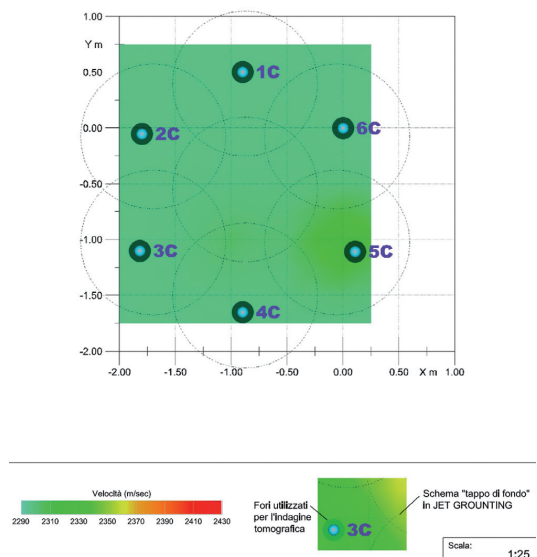 1.00
Y m
0.50
1C
0.00
2C
6C
-0.50
-1.00
3C
5C
-1.50
4C
-2.00
-2.00 -1.50 -1.00 -0.50 0.00 X m 0.50 1.00
Velocità (m/sec)
2290 2310 2330 2350 2370 2390 2410 2430
Fori utilizzati
per l'indagine
tomografica
3C
Schema "tappo di fondo"
in JET GROUNTING
Scala:
1:25